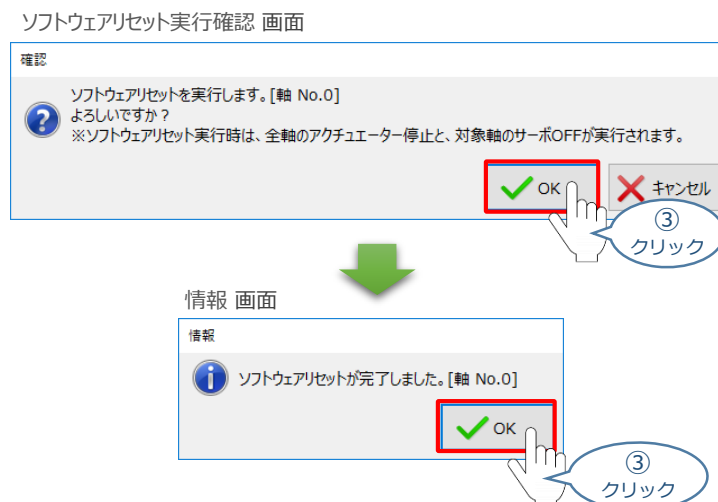 ソフトウェアリセット実行確認 画面
確認
ソフトウェアリセットを実行します。[軸 No.0]
よろしいですか？
※ソフトウェアリセット実行時は、全軸のアクチュエーター停止と、対象軸のサーボOFFが実行されます。
OK
キャンセル
③
クリック
情報 画面
情報
ソフトウェアリセットが完了しました。[軸 No.0]
OK
③
クリック